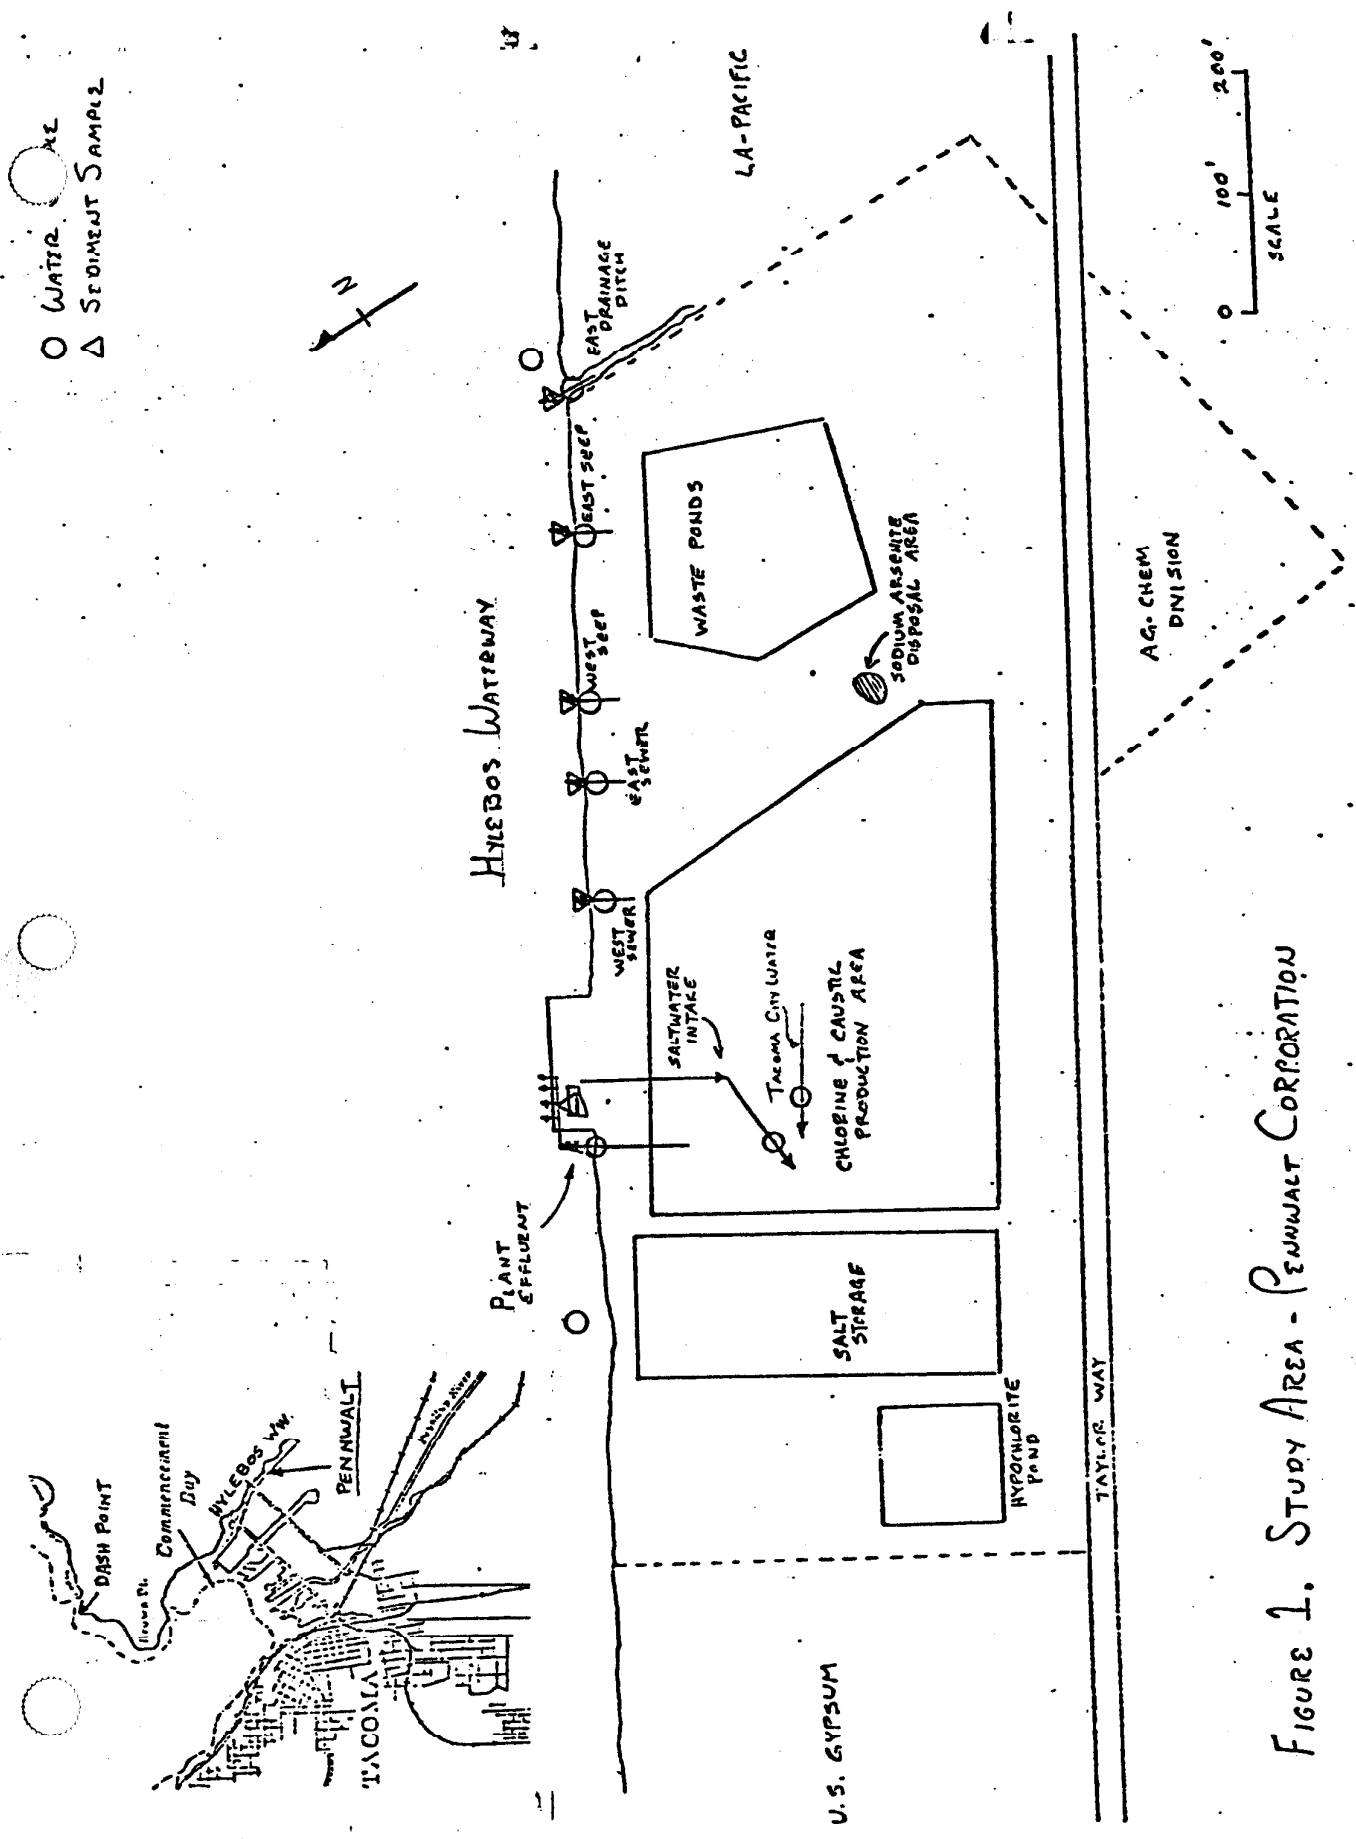 O WATER
△ SEDIMENT SAMPLE
N
DASH POINT
Commencement
Bay
HYLEBOS WW.
PENNWALT
TACOMA
HYLEBOS WATERWAY
PLANT
EFFLUENT
WEST
SEWER
EAST
SEWER
WEST
SEEP
EAST SEEP
EAST
DRAINAGE
DITCH
LA-PACIFIC
SALTWATER
INTAKE
TACOMA CITY WATER
CHLORINE & CAUSTIC
PRODUCTION AREA
WASTE PONDS
SODIUM ARSENITE
DISPOSAL AREA
SALT
STORAGE
HYPOCHLORITE
POND
U.S. GYPSUM
TAYLOR WAY
AG-CHEM
DIVISION
0 100' 200'
SCALE
FIGURE 1. STUDY AREA - PENNWALT CORPORATION